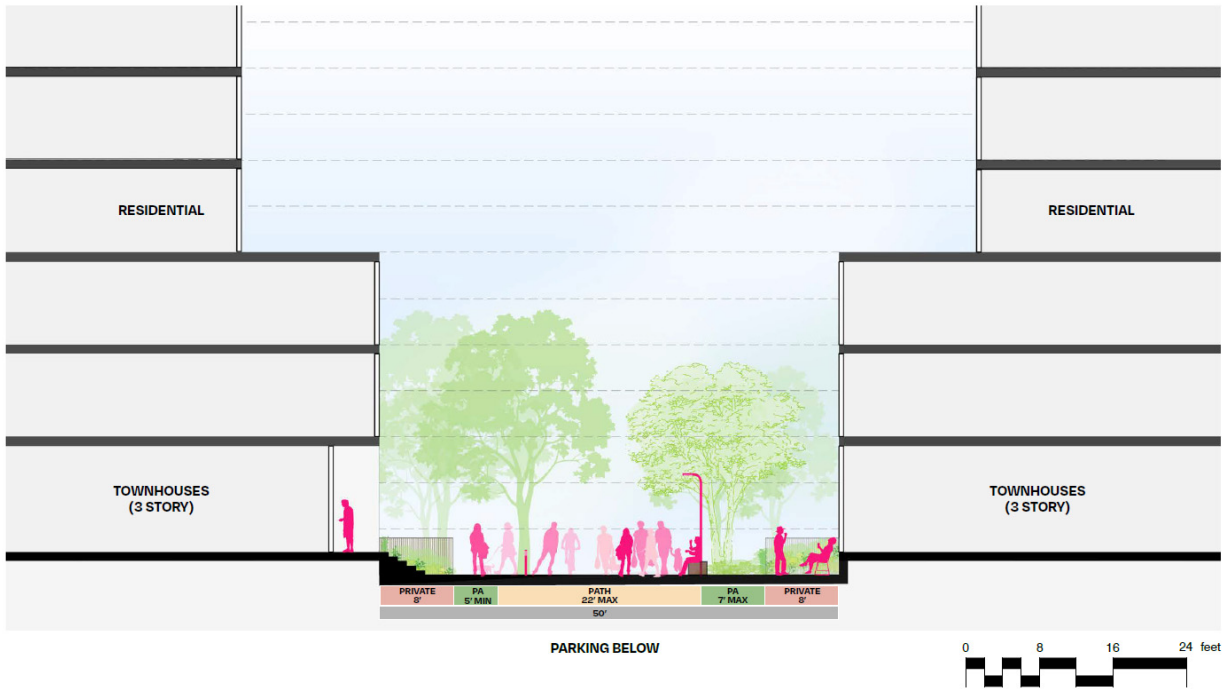 RESIDENTIAL
RESIDENTIAL
TOWNHOUSES
(3 STORY)
TOWNHOUSES
(3 STORY)
PRIVATE
8'
PA
5' MIN
PATH
22' MAX
PA
7' MAX
PRIVATE
8'
50'
PARKING BELOW
0 8 16 24 feet